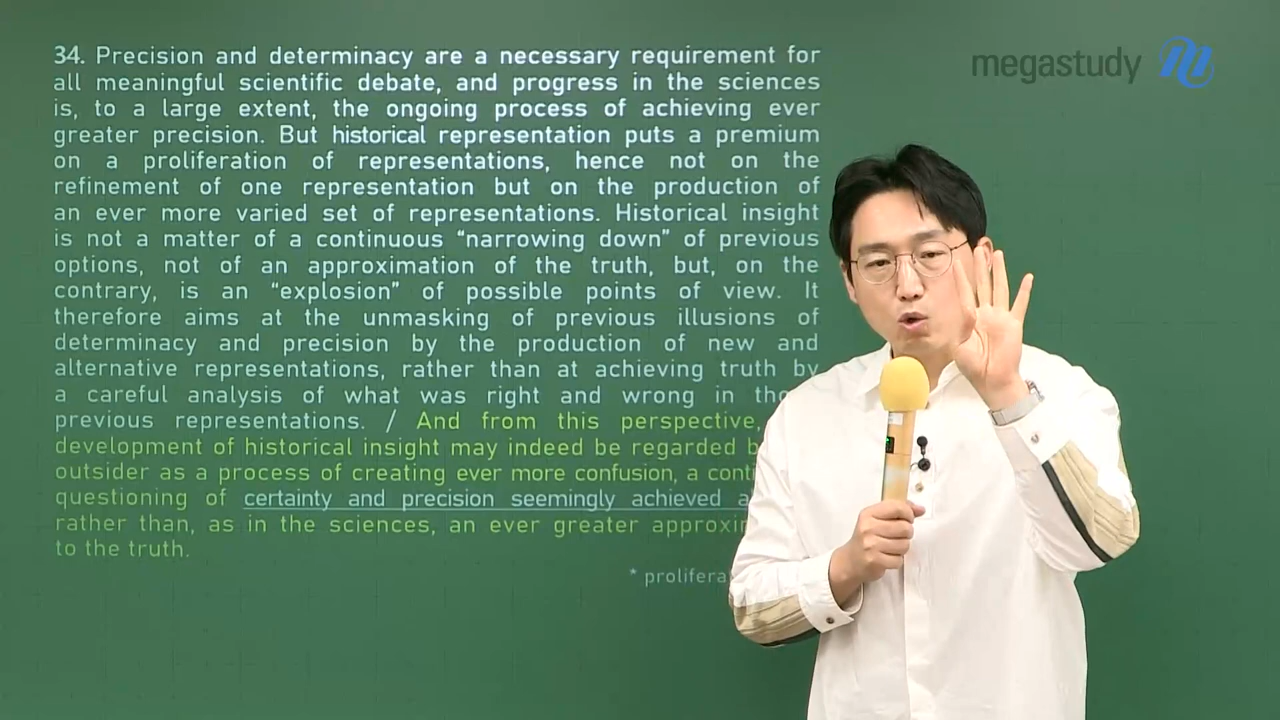 34. Precision and determinacy are a necessary requirement for
all meaningful scientific debate, and progress in the sciences
is, to a large extent, the ongoing process of achieving ever
greater precision. But historical representation puts a premium
on a proliferation of representations, hence not on the
refinement of one representation but on the production of
an ever more varied set of representations. Historical insight
is not a matter of a continuous “narrowing down” of previous
options, not of an approximation of the truth, but, on the
contrary, is an “explosion” of possible points of view. It
therefore aims at the unmasking of previous illusions of
determinacy and precision by the production of new and
alternative representations, rather than at achieving truth by
a careful analysis of what was right and wrong in
previous representations. / And from this perspective,
development of historical insight may indeed be regarded
outsider as a process of creating ever more confusion, a
questioning of certainty and precision seemingly achieved
rather than, as in the sciences, an ever greater
to the truth.
megastudy